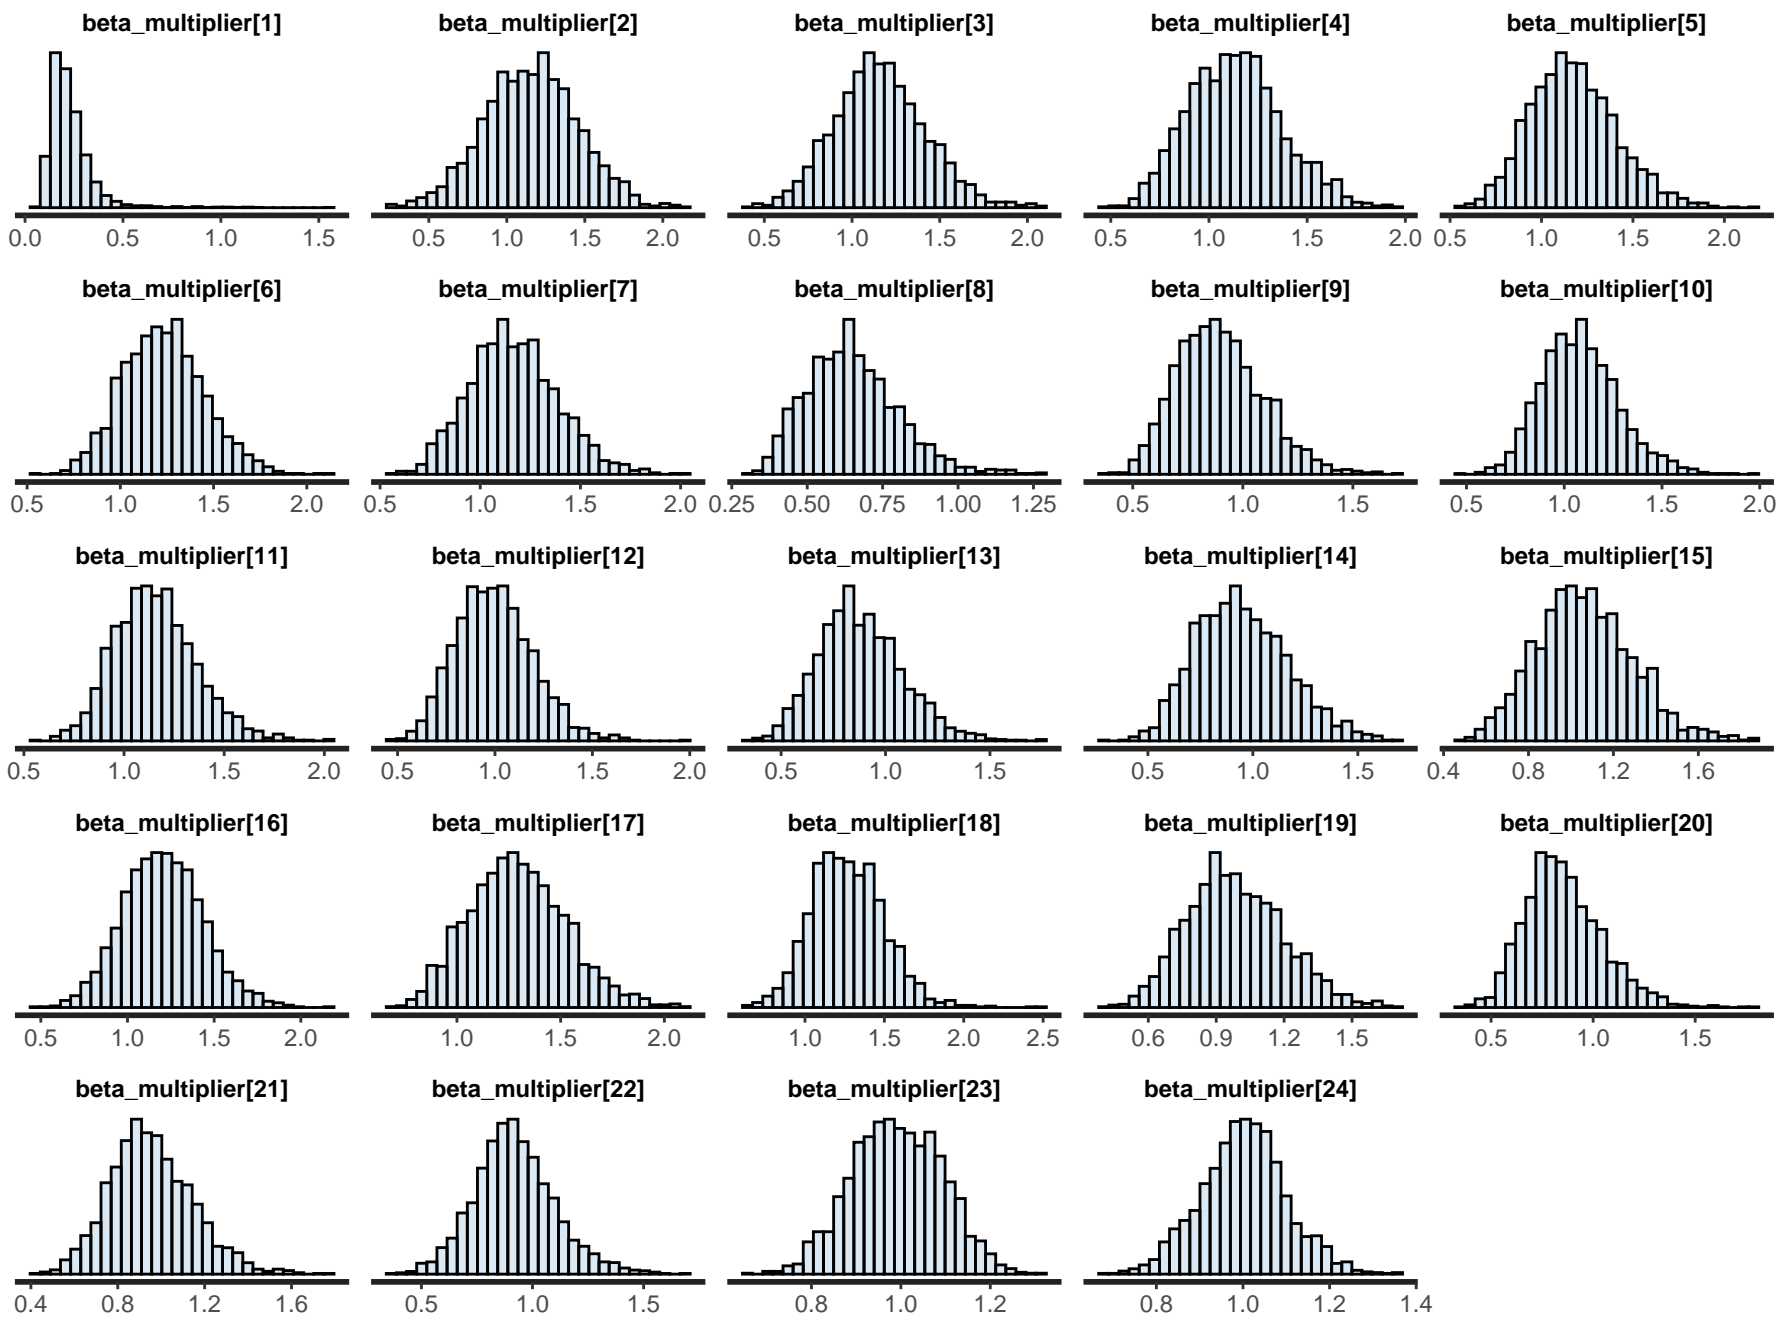 beta_multiplier[1] beta_multiplier[2] beta_multiplier[3] beta_multiplier[4] beta_multiplier[5]
0.0 0.5 1.0 1.5 0.5 1.0 1.5 2.0 0.5 1.0 1.5 2.0 0.5 1.0 1.5 2.0 0.5 1.0 1.5 2.0
beta_multiplier[6] beta_multiplier[7] beta_multiplier[8] beta_multiplier[9] beta_multiplier[10]
0.5 1.0 1.5 2.0 0.5 1.0 1.5 2.0 0.25 0.50 0.75 1.00 1.25 0.5 1.0 1.5 0.5 1.0 1.5 2.0
beta_multiplier[11] beta_multiplier[12] beta_multiplier[13] beta_multiplier[14] beta_multiplier[15]
0.5 1.0 1.5 2.0 0.5 1.0 1.5 2.0 0.5 1.0 1.5 0.5 1.0 1.5 0.4 0.8 1.2 1.6
beta_multiplier[16] beta_multiplier[17] beta_multiplier[18] beta_multiplier[19] beta_multiplier[20]
0.5 1.0 1.5 2.0 1.0 1.5 2.0 1.0 1.5 2.0 2.5 0.6 0.9 1.2 1.5 0.5 1.0 1.5
beta_multiplier[21] beta_multiplier[22] beta_multiplier[23] beta_multiplier[24]
0.4 0.8 1.2 1.6 0.5 1.0 1.5 0.8 1.0 1.2 0.8 1.0 1.2 1.4